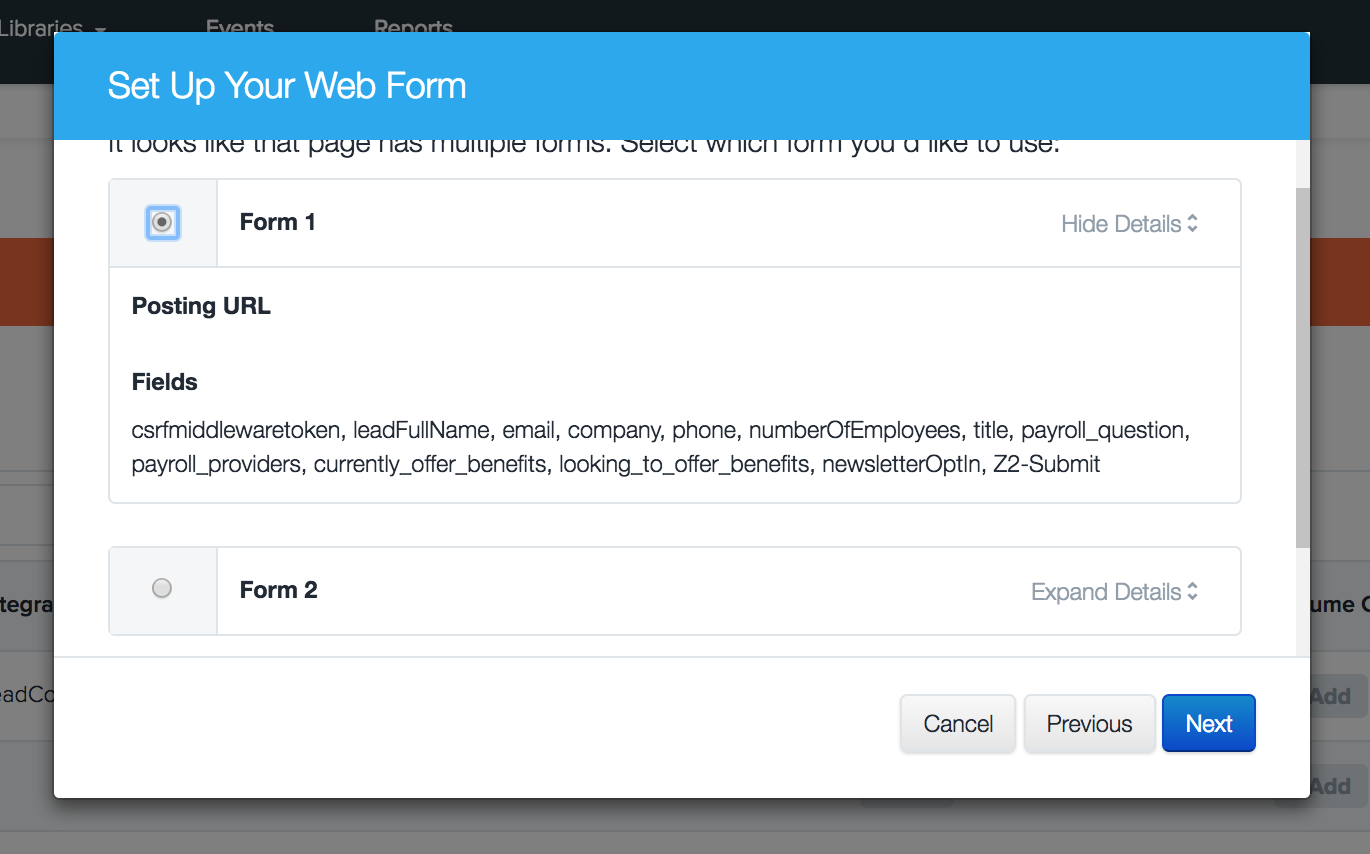 Libraries
Events
Reports
Set Up Your Web Form
It looks like that page has multiple forms. Select which form you'd like to use:
Form 1
Hide Details
Posting URL
Fields
csrfmiddlewaretoken, leadFullName, email, company, phone, numberOfEmployees, title, payroll_question,
payroll_providers, currently_offer_benefits, looking_to_offer_benefits, newsletterOptIn, Z2-Submit
Form 2
Expand Details
tegra
ume C
eadCo
Add
Cancel
Previous
Next
Add